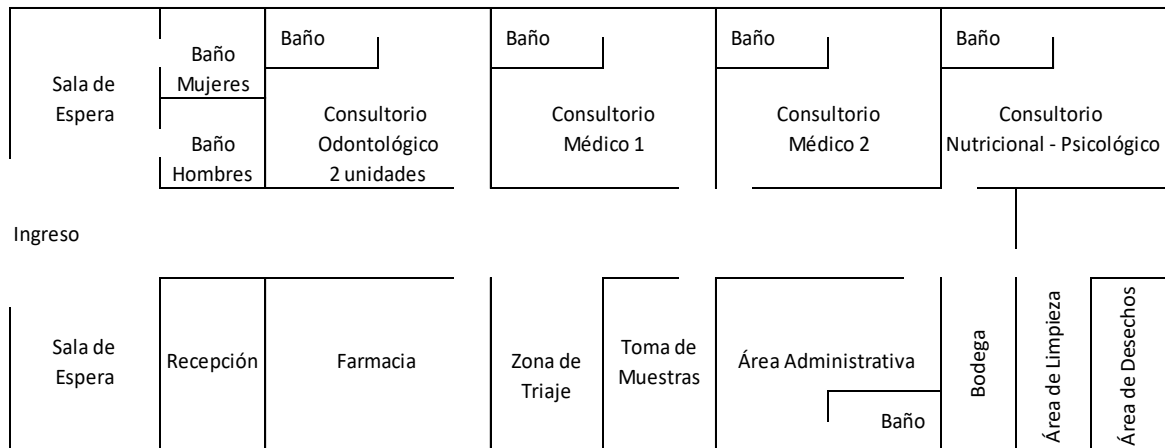 Baño
Baño
Baño
Baño
Baño
Mujeres
Sala de
Espera
Baño
Hombres
Consultorio
Odontológico
2 unidades
Consultorio
Médico 1
Consultorio
Médico 2
Consultorio
Nutricional - Psicológico
Ingreso
Sala de
Espera
Recepción
Farmacia
Zona de
Triaje
Toma de
Muestras
Área Administrativa
Baño
Bodega
Área de Limpieza
Área de Desechos